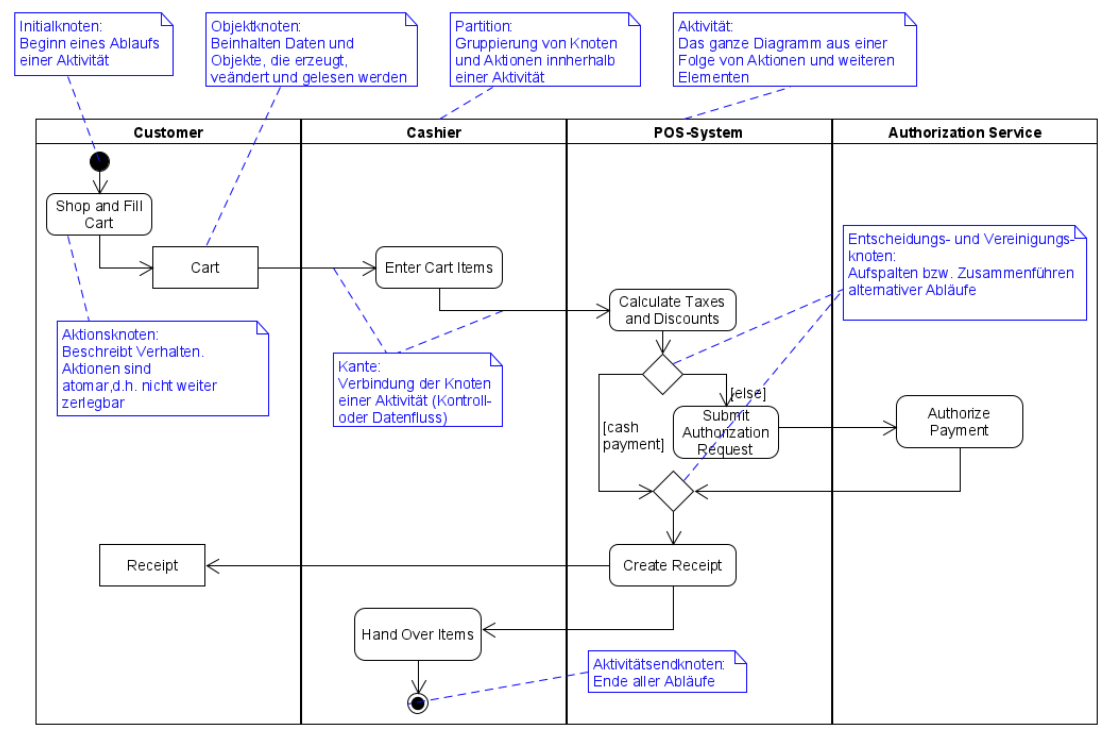 Initialknoten:
Beginn eines Ablaufs
einer Aktivität
Objektknoten:
Beinhalten Daten und
Objekte, die erzeugt,
veändert und gelesen werden
Partition:
Gruppierung von Knoten
und Aktionen innherhalb
einer Aktivität
Aktivität:
Das ganze Diagramm aus einer
Folge von Aktionen und weiteren
Elementen
Customer
Cashier
POS-System
Authorization Service
Shop and Fill
Cart
Cart
Enter Cart Items
Entscheidungs- und Vereinigungs-
knoten:
Aufspalten bzw. Zusammenführen
alternativer Abläufe
Calculate Taxes
and Discounts
Aktionsknoten:
Beschreibt Verhalten.
Aktionen sind
atomar,d.h. nicht weiter
zerlegbar
Kante:
Verbindung der Knoten
einer Aktivität (Kontroll-
oder Datenfluss)
[else]
[cash
payment]
Submit
Authorization
Request
Authorize
Payment
Receipt
Create Receipt
Hand Over Items
Aktivitätsendknoten:
Ende aller Abläufe